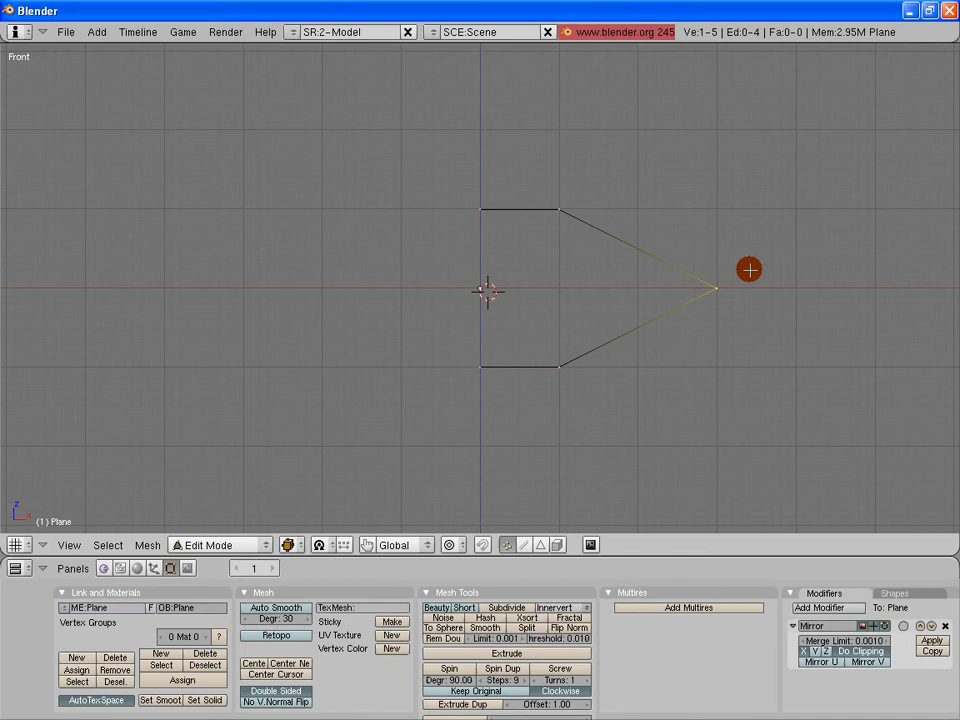 Blender
File Add Timeline Game Render Help SR:2-Model SCE:Scene www.blender.org 245 Ve:1-5 | Ed:0-4 | Fa:0-0 | Mem:2.95M Plane
Front
z
x
(1) Plane
View Select Mesh Edit Mode Global
Panels 1
Link and Materials Mesh Mesh Tools Multires Modifiers Shapes
ME:Plane F OB:Plane Auto Smooth TexMesh: Beauty Short Subdivide Innervert Add Multires Add Modifier To: Plane
Vertex Groups Degr: 30 Sticky Make Noise Hash Xsort Fractal
0 Mat 0 ? Retopo UV Texture New To Sphere Smooth Split Flip Norm Mirror
Vertex Color New Rem Dou Limit: 0.001 hreshold: 0.010 Merge Limit: 0.0010 Apply
New Delete New Delete Extrude X Y Z Do Clipping Copy
Assign Remove Select Deselect Cente Center Ne Spin Spin Dup Screw Mirror U Mirror V
Select Desel. Assign Center Cursor Degr: 90.00 Steps: 9 Turns: 1
Double Sided Keep Original Clockwise
AutoTexSpace Set Smoot Set Solid No V.Normal Flip Extrude Dup Offset: 1.00